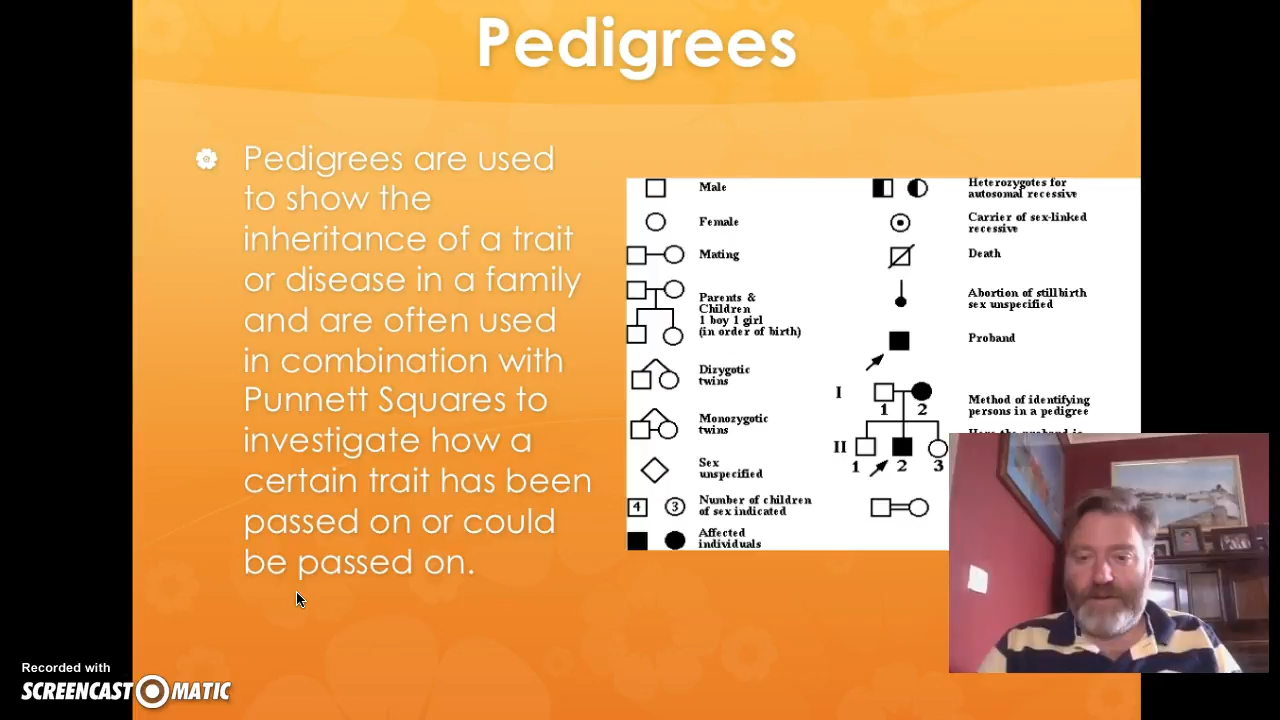 Pedigrees
Pedigrees are used
to show the
inheritance of a trait
or disease in a family
and are often used
in combination with
Punnett Squares to
investigate how a
certain trait has been
passed on or could
be passed on.
Male
Female
Mating
Parents &
Children
1 boy 1 girl
(in order of birth)
Dizygotic
twins
Monozygotic
twins
Sex
unspecified
4 3 Number of children
of sex indicated
Affected
individuals
Heterozygotes for
autosomal recessive
Carrier of sex-linked
recessive
Death
Abortion of stillbirth
sex unspecified
Proband
I
1 2
Method of identifying
persons in a pedigree
II
1 2 3
Recorded with
SCREENCAST MATIC